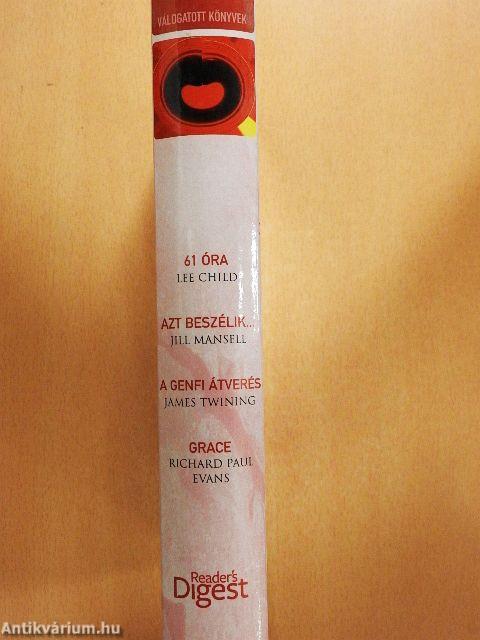 VÁLOGATOTT KÖNYVEK
61 ÓRA
LEE CHILD
AZT BESZÉLIK...
JILL MANSELL
A GENFI ÁTVERÉS
JAMES TWINING
GRACE
RICHARD PAUL
EVANS
Reader's
Digest
Antikvárium.hu